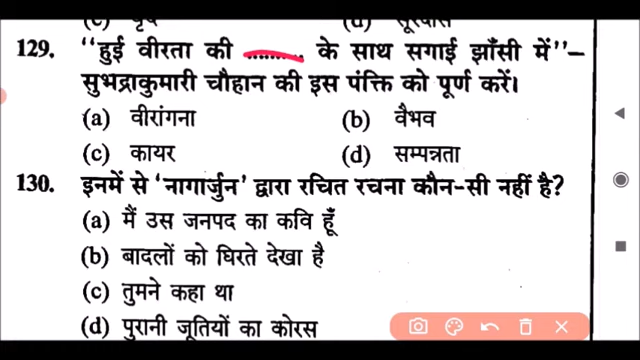 (c) वृंद (d) सूरदास
129. "हुई वीरता की ............ के साथ सगाई झाँसी में" –
सुभद्राकुमारी चौहान की इस पंक्ति को पूर्ण करें।
(a) वीरांगना (b) वैभव
(c) कायर (d) सम्पन्नता
130. इनमें से 'नागार्जुन' द्वारा रचित रचना कौन-सी नहीं है?
(a) मैं उस जनपद का कवि हूँ
(b) बादलों को घिरते देखा है
(c) तुमने कहा था
(d) पुरानी जूतियों का कोरस